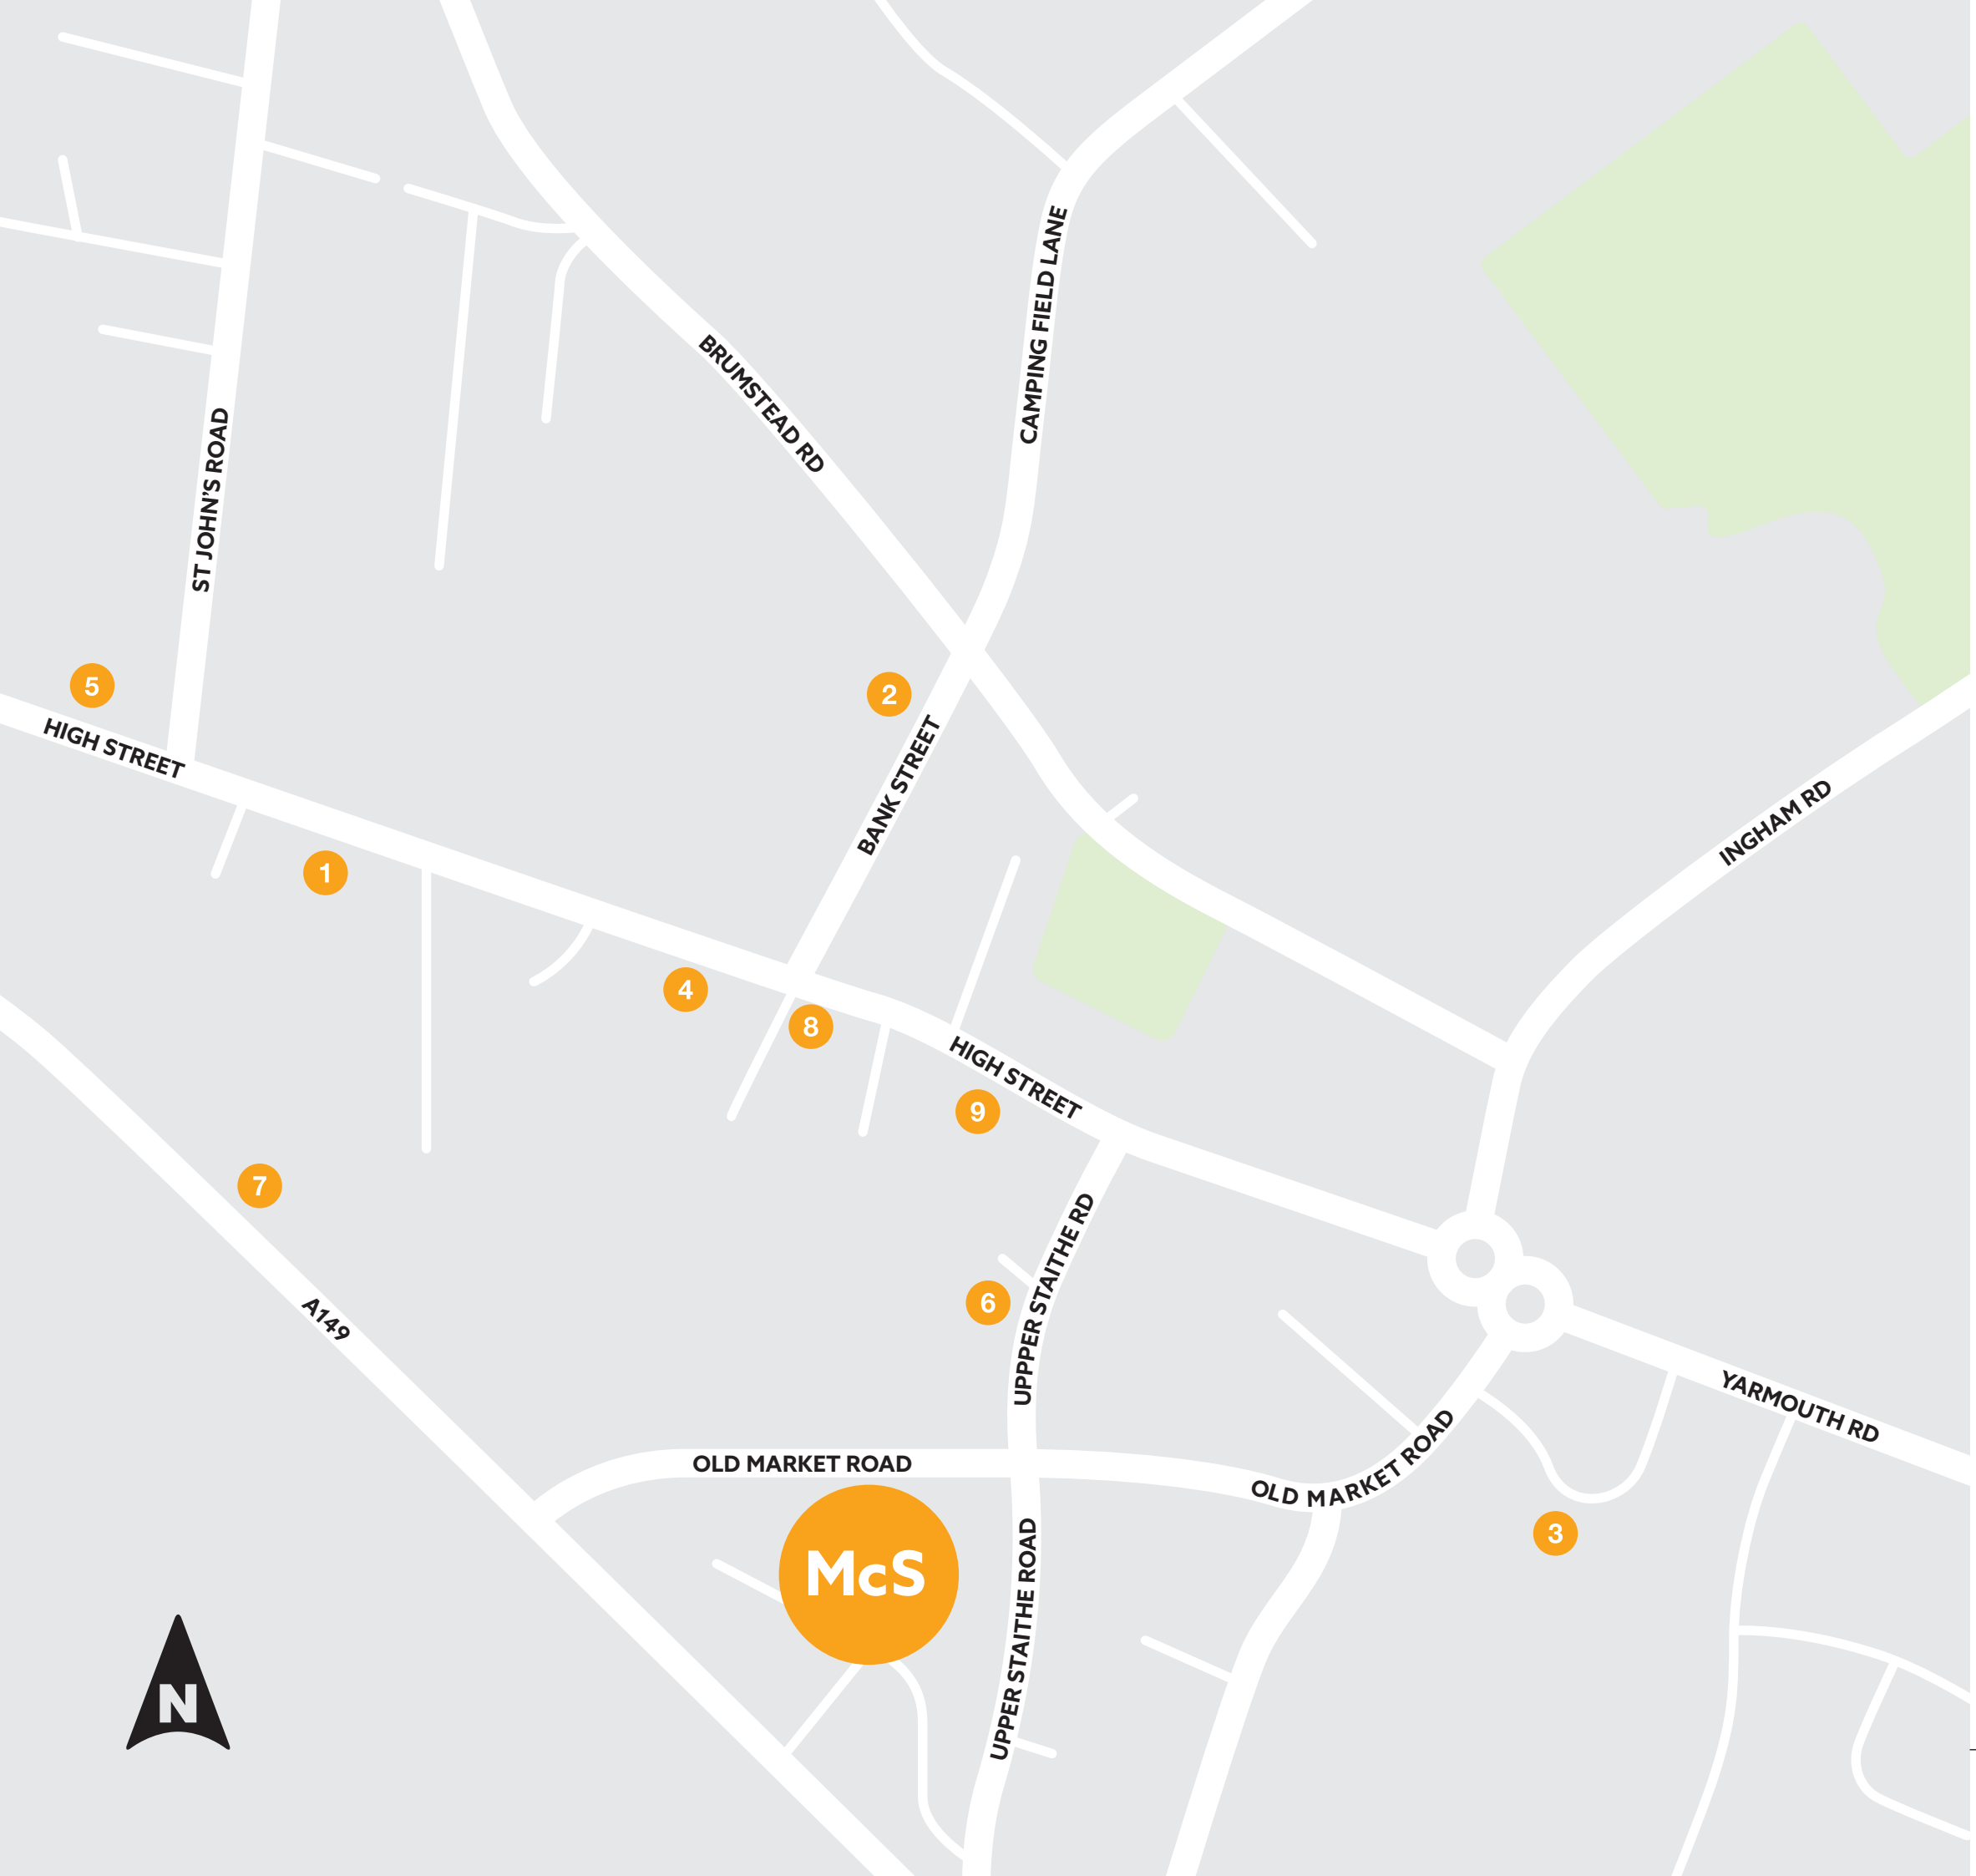 CAMPING FIELD LANE
BRUMSTEAD RD
ST JOHN'S ROAD
5
2
HIGH STREET
BANK STREET
INGHAM RD
1
4
8
HIGH STREET
9
7
UPPPER STAITHE RD
6
A149
YARMOUTH RD
OLD MARKET ROAD
OLD MARKET ROAD
3
McS
UPPER STAITHE ROAD
N